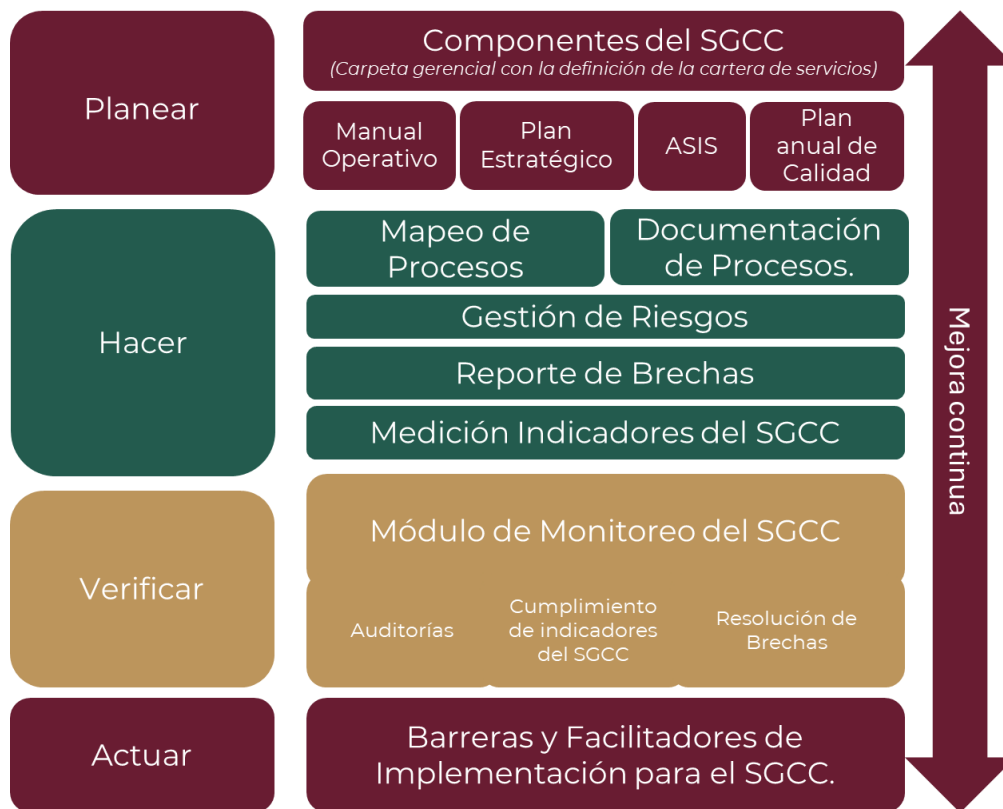 Planear
Componentes del SGCC
(Carpeta gerencial con la definición de la cartera de servicios)
Manual
Operativo
Plan
Estratégico
ASIS
Plan
anual de
Calidad
Hacer
Mapeo de
Procesos
Documentación
de Procesos.
Gestión de Riesgos
Reporte de Brechas
Medición Indicadores del SGCC
Verificar
Módulo de Monitoreo del SGCC
Auditorías
Cumplimiento
de indicadores
del SGCC
Resolución de
Brechas
Actuar
Barreras y Facilitadores de
Implementación para el SGCC.
Mejora continua